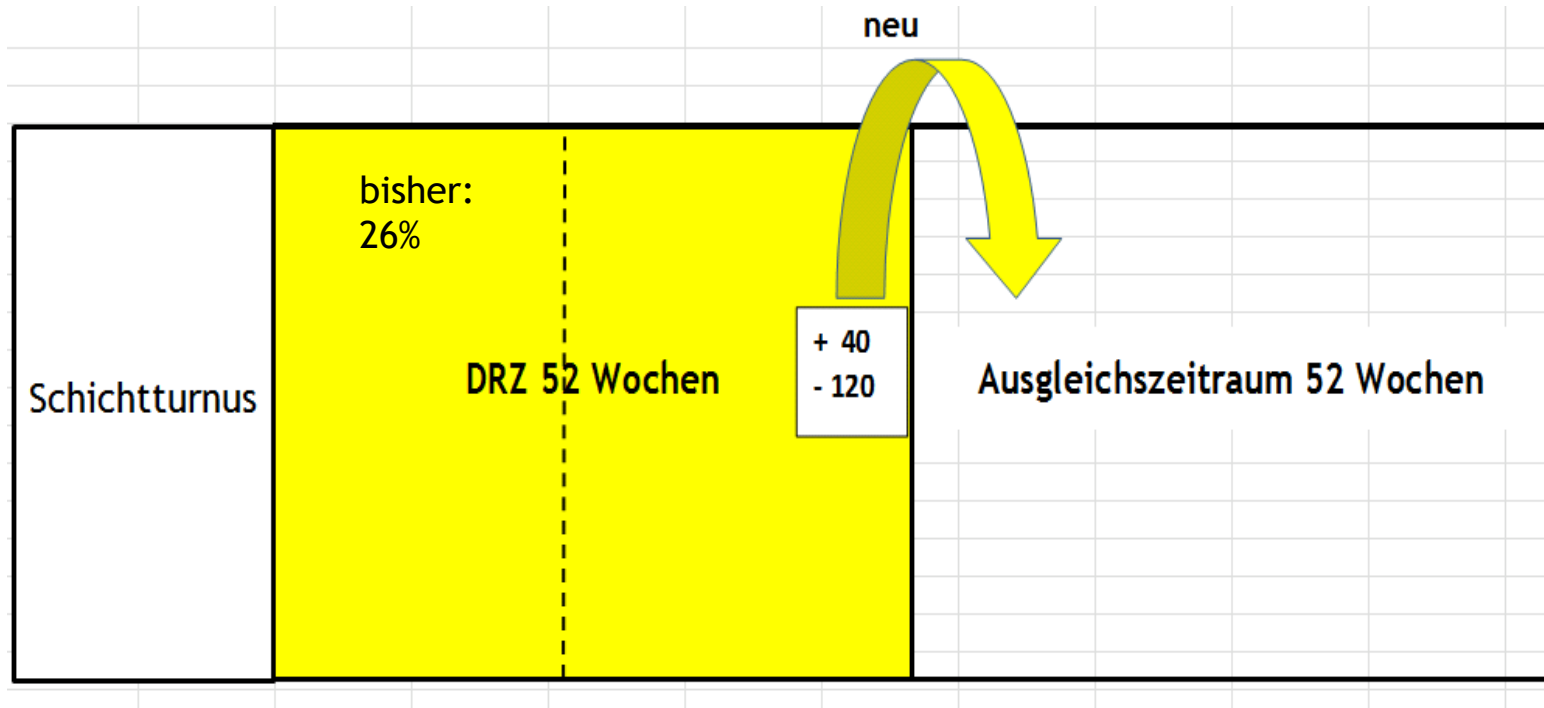 neu
bisher:
26%
+ 40
- 120
Schichtturnus
DRZ 52 Wochen
Ausgleichszeitraum 52 Wochen